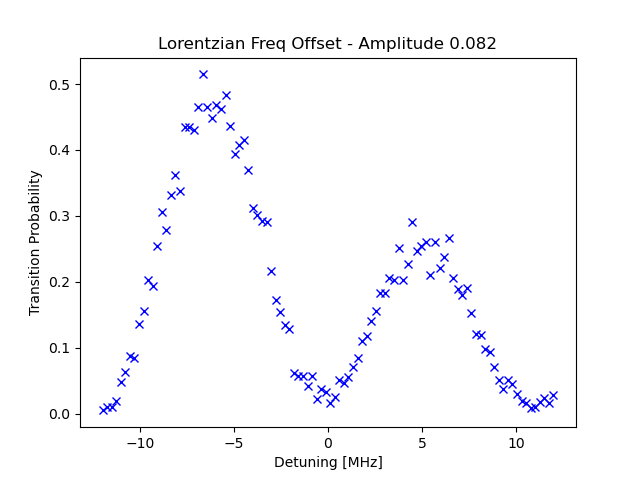 Lorentzian Freq Offset - Amplitude 0.082
Transition Probability
0.5
0.4
0.3
0.2
0.1
0.0
−10 −5 0 5 10
Detuning [MHz]